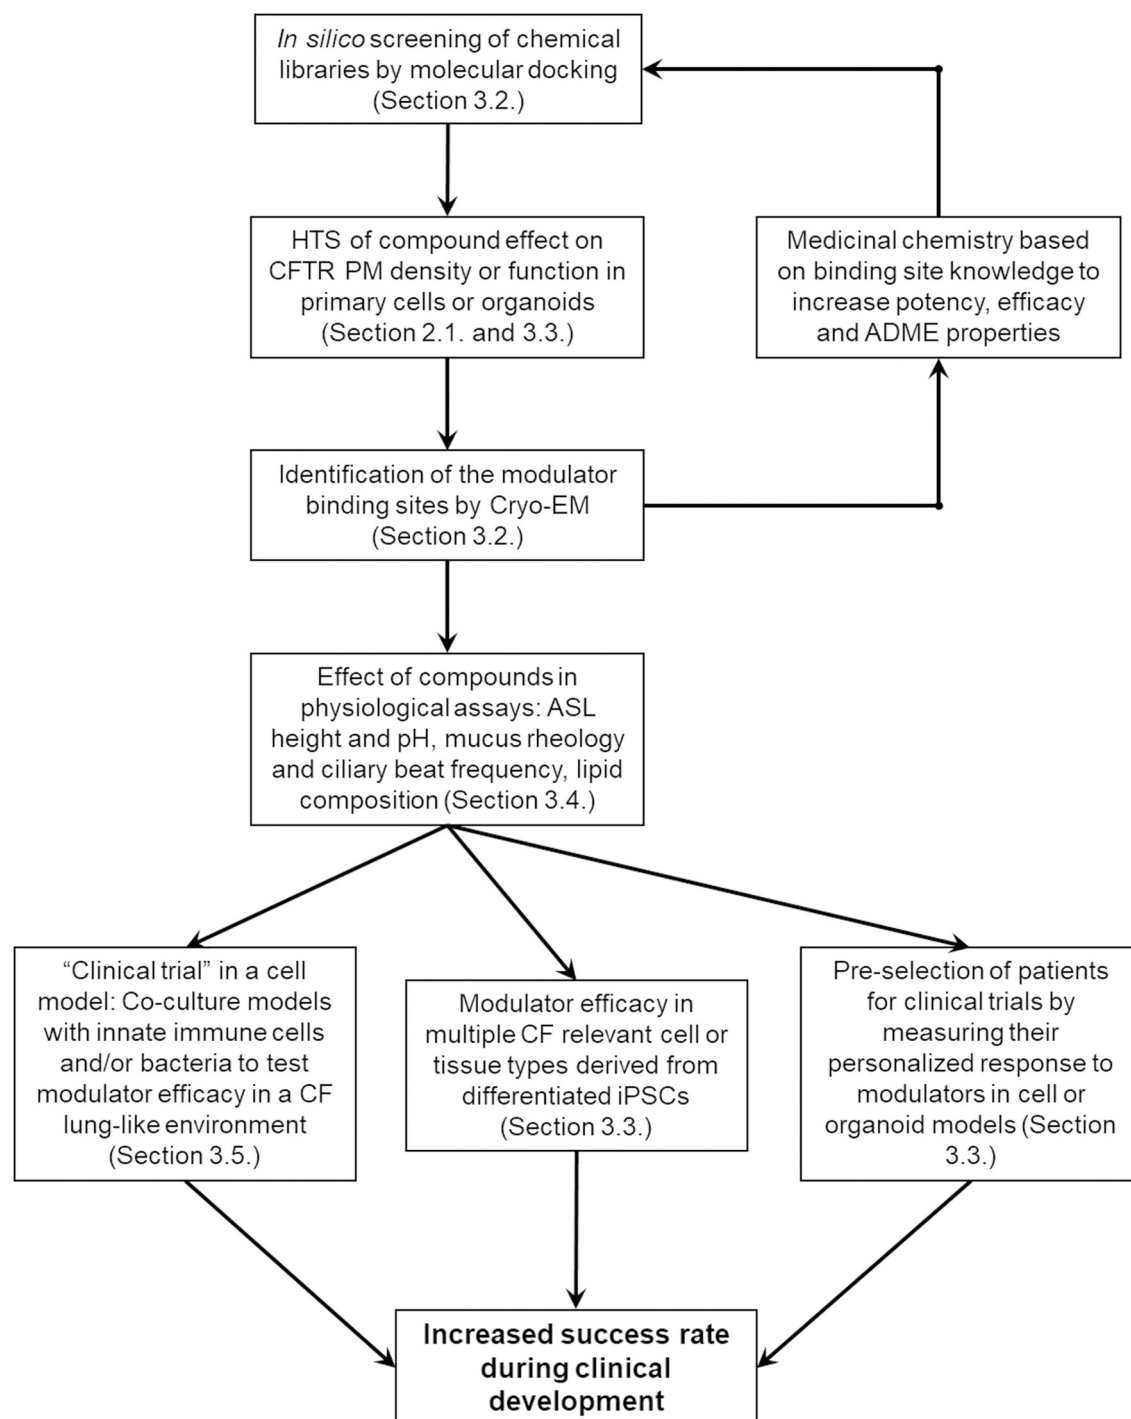 In silico screening of chemical
libraries by molecular docking
(Section 3.2.)
HTS of compound effect on
CFTR PM density or function in
primary cells or organoids
(Section 2.1. and 3.3.)
Medicinal chemistry based
on binding site knowledge to
increase potency, efficacy
and ADME properties
Identification of the modulator
binding sites by Cryo-EM
(Section 3.2.)
Effect of compounds in
physiological assays: ASL
height and pH, mucus rheology
and ciliary beat frequency, lipid
composition (Section 3.4.)
“Clinical trial” in a cell
model: Co-culture models
with innate immune cells
and/or bacteria to test
modulator efficacy in a CF
lung-like environment
(Section 3.5.)
Modulator efficacy in
multiple CF relevant cell or
tissue types derived from
differentiated iPSCs
(Section 3.3.)
Pre-selection of patients
for clinical trials by
measuring their
personalized response to
modulators in cell or
organoid models (Section
3.3.)
Increased success rate
during clinical
development